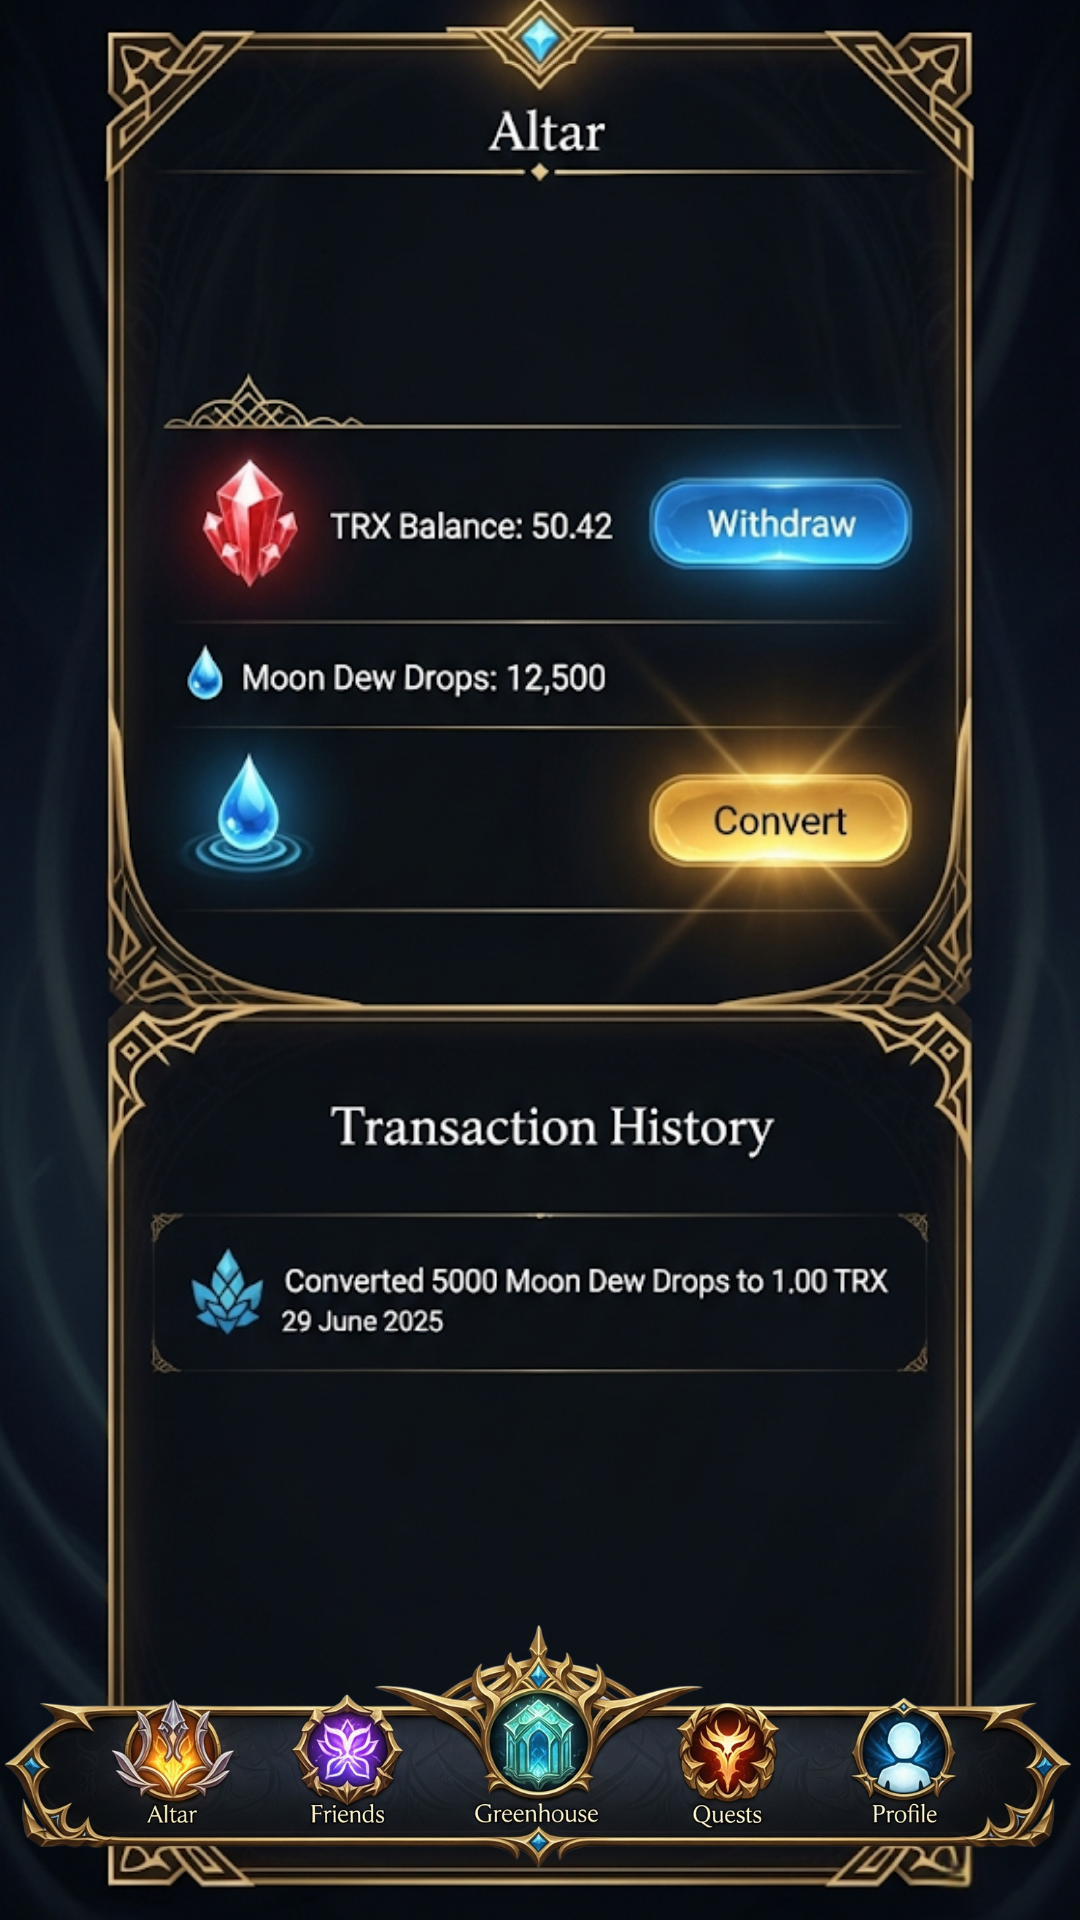 Altar
TRX Balance: 50.42
Withdraw
Moon Dew Drops: 12,500
Convert
Transaction History
Converted 5000 Moon Dew Drops to 1.00 TRX
29 June 2025
Altar
Friends
Greenhouse
Quests
Profile